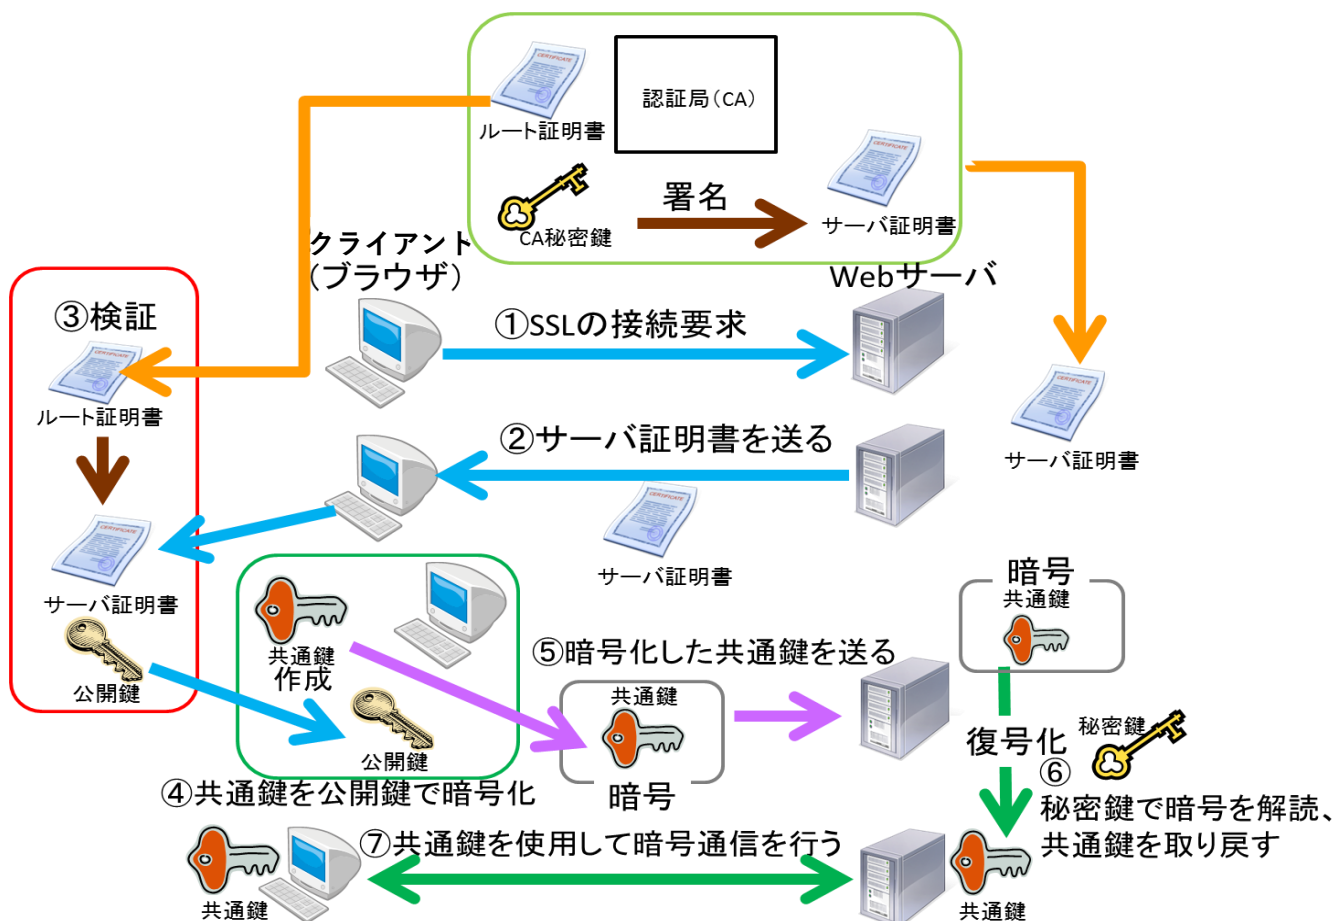 認証局（CA）
ルート証明書
署名
CA秘密鍵
サーバ証明書
クライアント
（ブラウザ）
Webサーバ
③検証
①SSLの接続要求
ルート証明書
②サーバ証明書を送る
サーバ証明書
サーバ証明書
サーバ証明書
公開鍵
共通鍵
作成
公開鍵
④共通鍵を公開鍵で暗号化
⑤暗号化した共通鍵を送る
共通鍵
暗号
暗号
共通鍵
復号化
秘密鍵
⑥
秘密鍵で暗号を解読、
共通鍵を取り戻す
⑦共通鍵を使用して暗号通信を行う
共通鍵
共通鍵